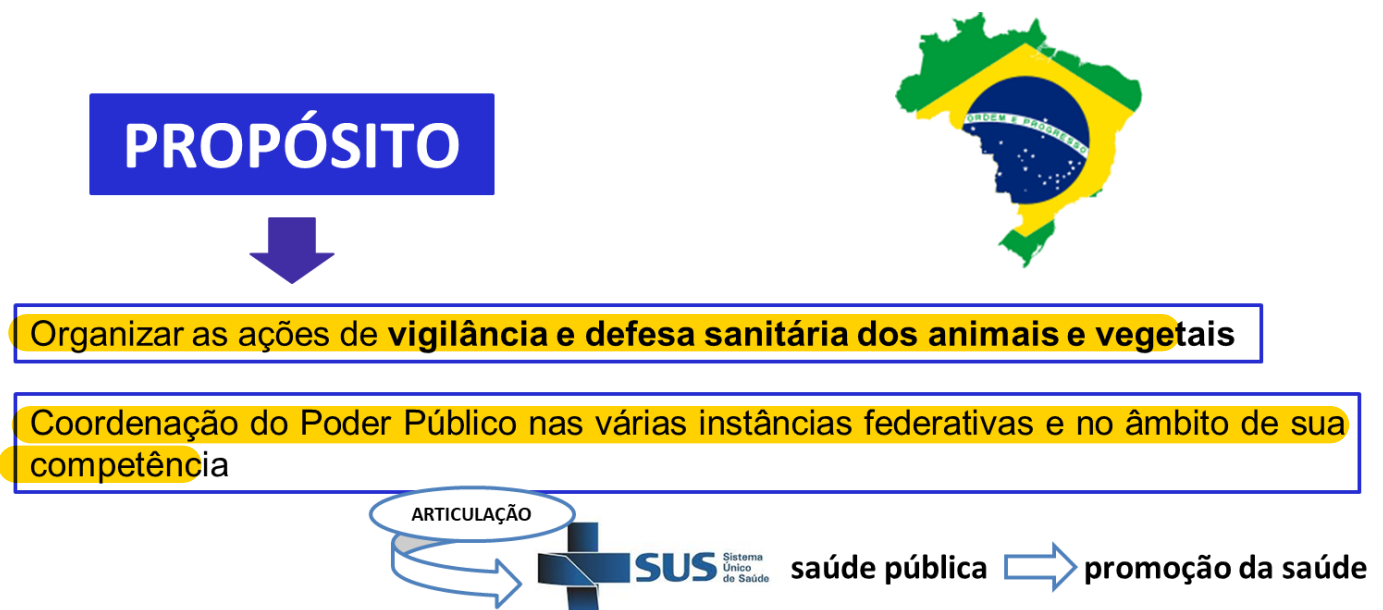 ORDEM E PROGRESSO
PROPÓSITO
Organizar as ações de vigilância e defesa sanitária dos animais e vegetais
Coordenação do Poder Público nas várias instâncias federativas e no âmbito de sua
competência
ARTICULAÇÃO
SUS
Sistema
Único
de Saúde
saúde pública
promoção da saúde